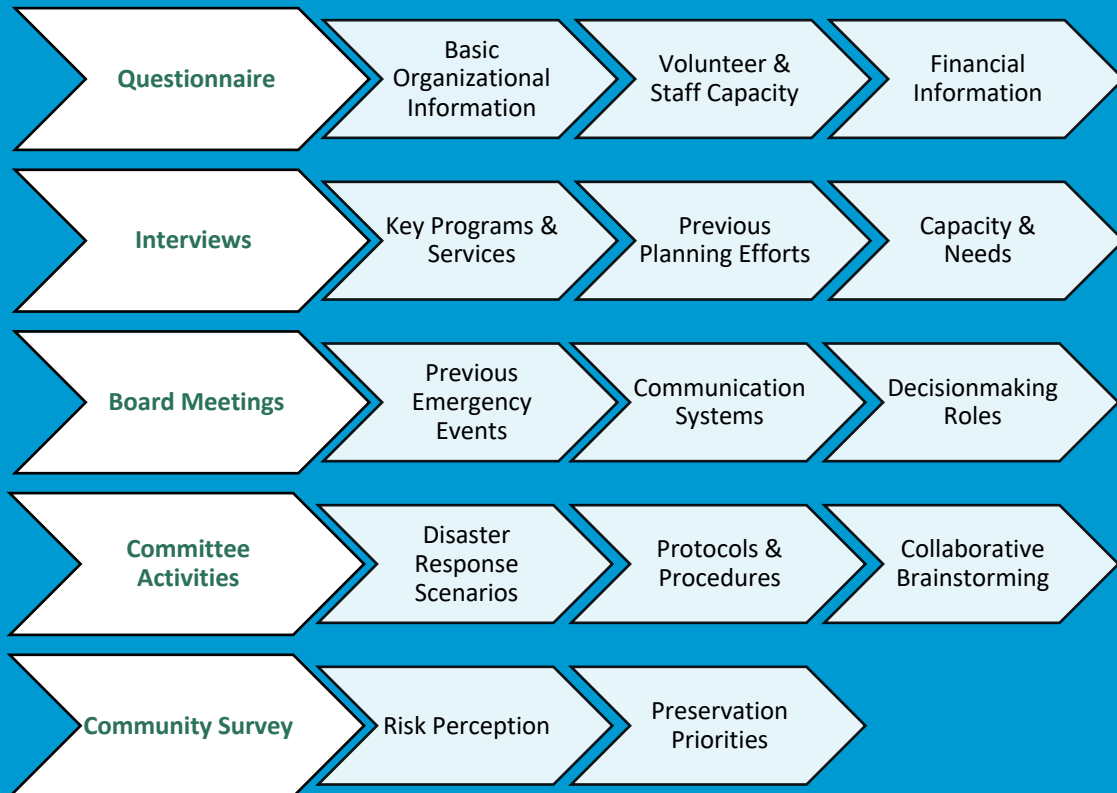 Questionnaire
Basic
Organizational
Information
Volunteer &
Staff Capacity
Financial
Information
Interviews
Key Programs &
Services
Previous
Planning Efforts
Capacity &
Needs
Board Meetings
Previous
Emergency
Events
Communication
Systems
Decisionmaking
Roles
Committee
Activities
Disaster
Response
Scenarios
Protocols &
Procedures
Collaborative
Brainstorming
Community Survey
Risk Perception
Preservation
Priorities